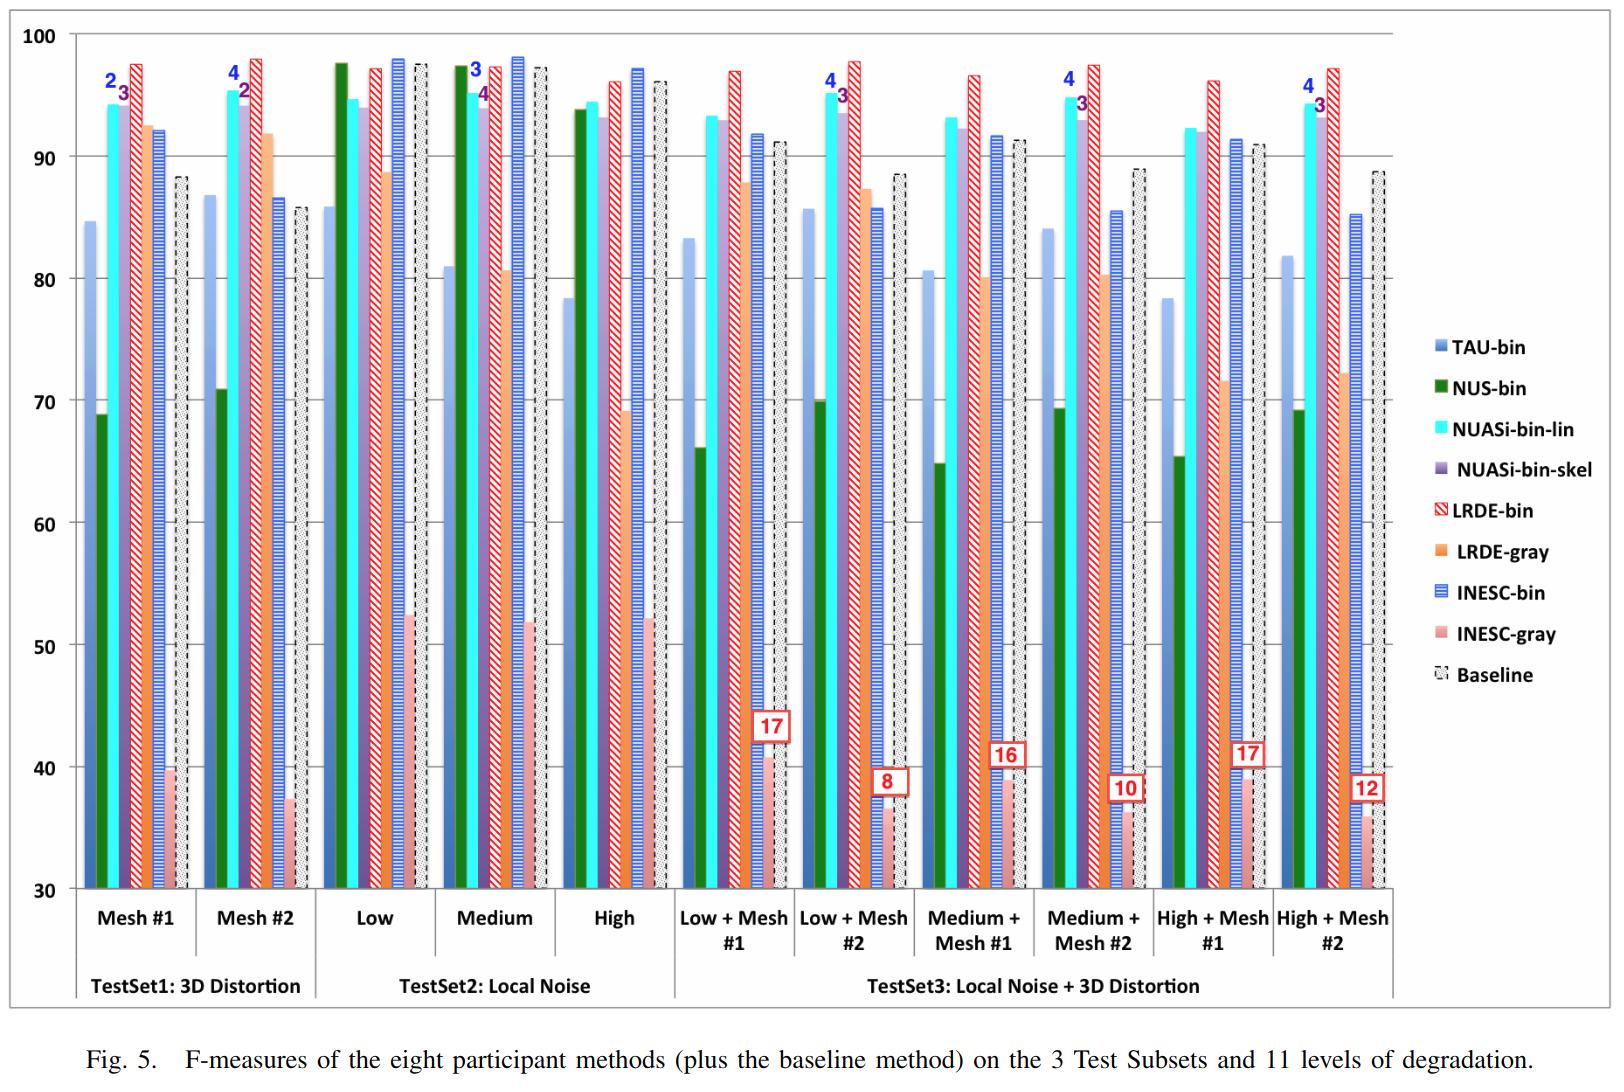 100
90
80
70
60
50
40
30
2
3
4
2
3
4
4
3
4
3
4
3
17
8
16
10
17
12
Mesh #1
Mesh #2
Low
Medium
High
Low + Mesh
#1
Low + Mesh
#2
Medium +
Mesh #1
Medium +
Mesh #2
High + Mesh
#1
High + Mesh
#2
TestSet1: 3D Distortion
TestSet2: Local Noise
TestSet3: Local Noise + 3D Distortion
TAU-bin
NUS-bin
NUASi-bin-lin
NUASi-bin-skel
LRDE-bin
LRDE-gray
INESC-bin
INESC-gray
Baseline
Fig. 5. F-measures of the eight participant methods (plus the baseline method) on the 3 Test Subsets and 11 levels of degradation.